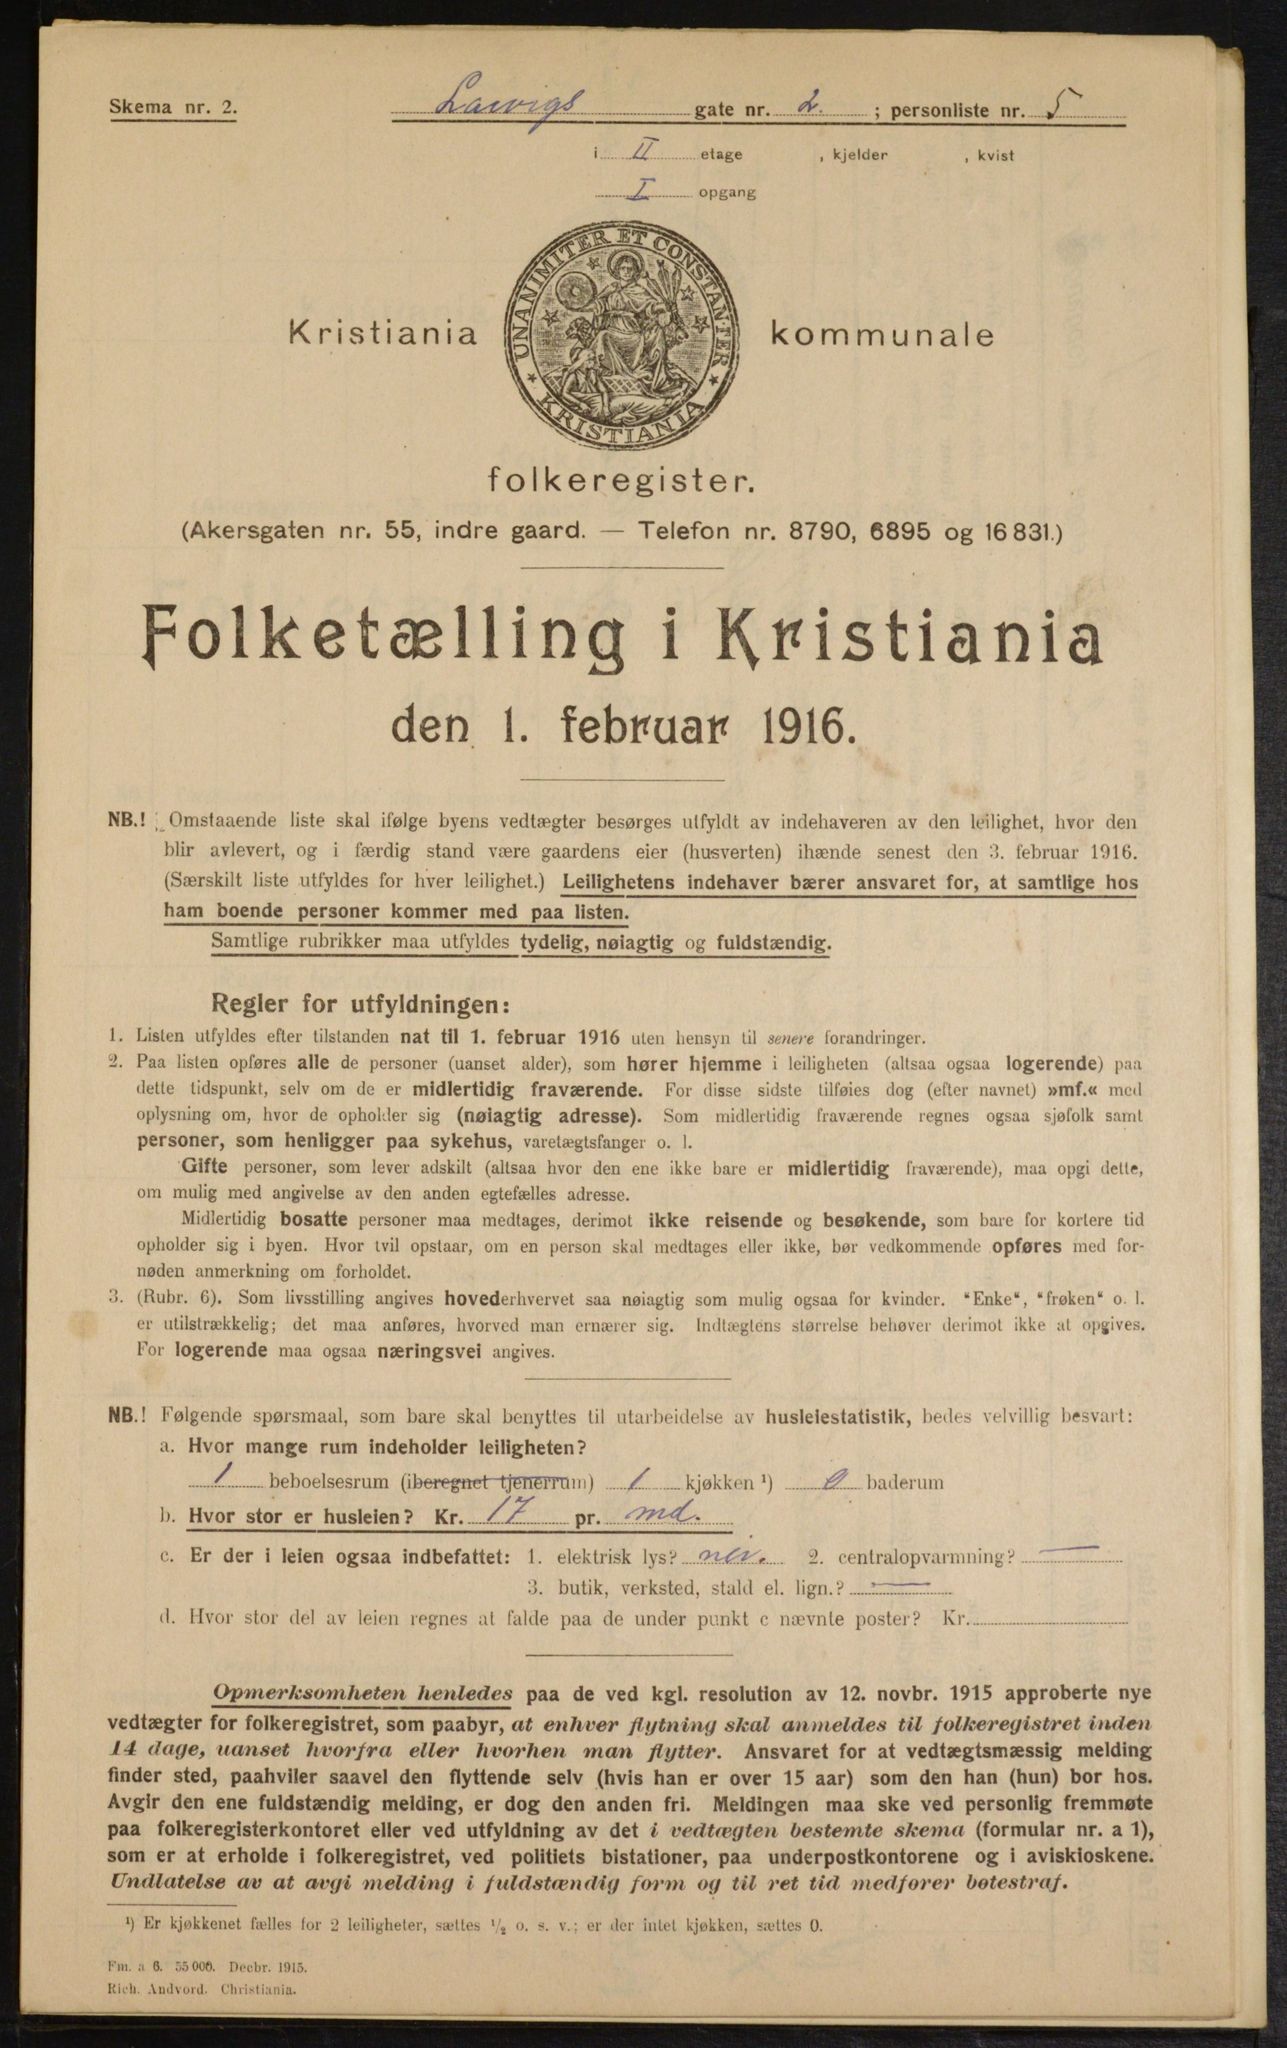 Skema nr. 2.
Larvigs gate nr. 2. ; personliste nr. 5
i II etage , kjelder , kvist
I opgang
UNANIMITER ET CONSTANTER
KRISTIANIA
Kristiania kommunale
folkeregister.
(Akersgaten nr. 55, indre gaard. — Telefon nr. 8790, 6895 og 16 831.)
Folketælling i Kristiania
den 1. februar 1916.
NB.! Omstaaende liste skal ifølge byens vedtægter besørges utfyldt av indehaveren av den leilighet, hvor den
blir avlevert, og i færdig stand være gaardens eier (husverten) ihænde senest den 3. februar 1916.
(Særskilt liste utfyldes for hver leilighet.) Leilighetens indehaver bærer ansvaret for, at samtlige hos
ham boende personer kommer med paa listen.
Samtlige rubrikker maa utfyldes tydelig, nøiagtig og fuldstændig.
Regler for utfyldningen:
1. Listen utfyldes efter tilstanden nat til 1. februar 1916 uten hensyn til senere forandringer.
2. Paa listen opføres alle de personer (uanset alder), som hører hjemme i leiligheten (altsaa ogsaa logerende) paa
dette tidspunkt, selv om de er midlertidig fraværende. For disse sidste tilføies dog (efter navnet) »mf.« med
oplysning om, hvor de opholder sig (nøiagtig adresse). Som midlertidig fraværende regnes ogsaa sjøfolk samt
personer, som henligger paa sykehus, varetægtsfanger o. l.
Gifte personer, som lever adskilt (altsaa hvor den ene ikke bare er midlertidig fraværende), maa opgi dette,
om mulig med angivelse av den anden egtefælles adresse.
Midlertidig bosatte personer maa medtages, derimot ikke reisende og besøkende, som bare for kortere tid
opholder sig i byen. Hvor tvil opstaar, om en person skal medtages eller ikke, bør vedkommende opføres med for-
nøden anmerkning om forholdet.
3. (Rubr. 6). Som livsstilling angives hovederhvervet saa nøiagtig som mulig ogsaa for kvinder. "Enke", "frøken" o. l.
er utilstrækkelig; det maa anføres, hvorved man ernærer sig. Indtægtens størrelse behøver derimot ikke at opgives.
For logerende maa ogsaa næringsvei angives.
NB.! Følgende spørsmaal, som bare skal benyttes til utarbeidelse av husleiestatistik, bedes velvillig besvart:
a. Hvor mange rum indeholder leiligheten?
1 beboelsesrum (iberegnet tjenerrum) 1 kjøkken ¹) 0 baderum
b. Hvor stor er husleien? Kr. 17 pr. md.
c. Er der i leien ogsaa indbefattet: 1. elektrisk lys? nei. 2. centralopvarmning? —
3. butik, verksted, stald el. lign.? —
d. Hvor stor del av leien regnes at falde paa de under punkt c nævnte poster? Kr.
Opmerksomheten henledes paa de ved kgl. resolution av 12. novbr. 1915 approberte nye
vedtægter for folkeregistret, som paabyr, at enhver flytning skal anmeldes til folkeregistret inden
14 dage, uanset hvorfra eller hvorhen man flytter. Ansvaret for at vedtægtsmæssig melding
finder sted, paahviler saavel den flyttende selv (hvis han er over 15 aar) som den han (hun) bor hos.
Avgir den ene fuldstændig melding, er dog den anden fri. Meldingen maa ske ved personlig fremmøte
paa folkeregisterkontoret eller ved utfyldning av det i vedtægten bestemte skema (formular nr. a 1),
som er at erholde i folkeregistret, ved politiets bistationer, paa underpostkontorene og i aviskioskene.
Undlatelse av at avgi melding i fuldstændig form og til ret tid medfører bøtestraf.
¹) Er kjøkkenet fælles for 2 leiligheter, sættes ½ o. s. v.; er der intet kjøkken, sættes 0.
Fm. a 6. 55 000. Decbr. 1915.
Rich. Andvord. Christiania.